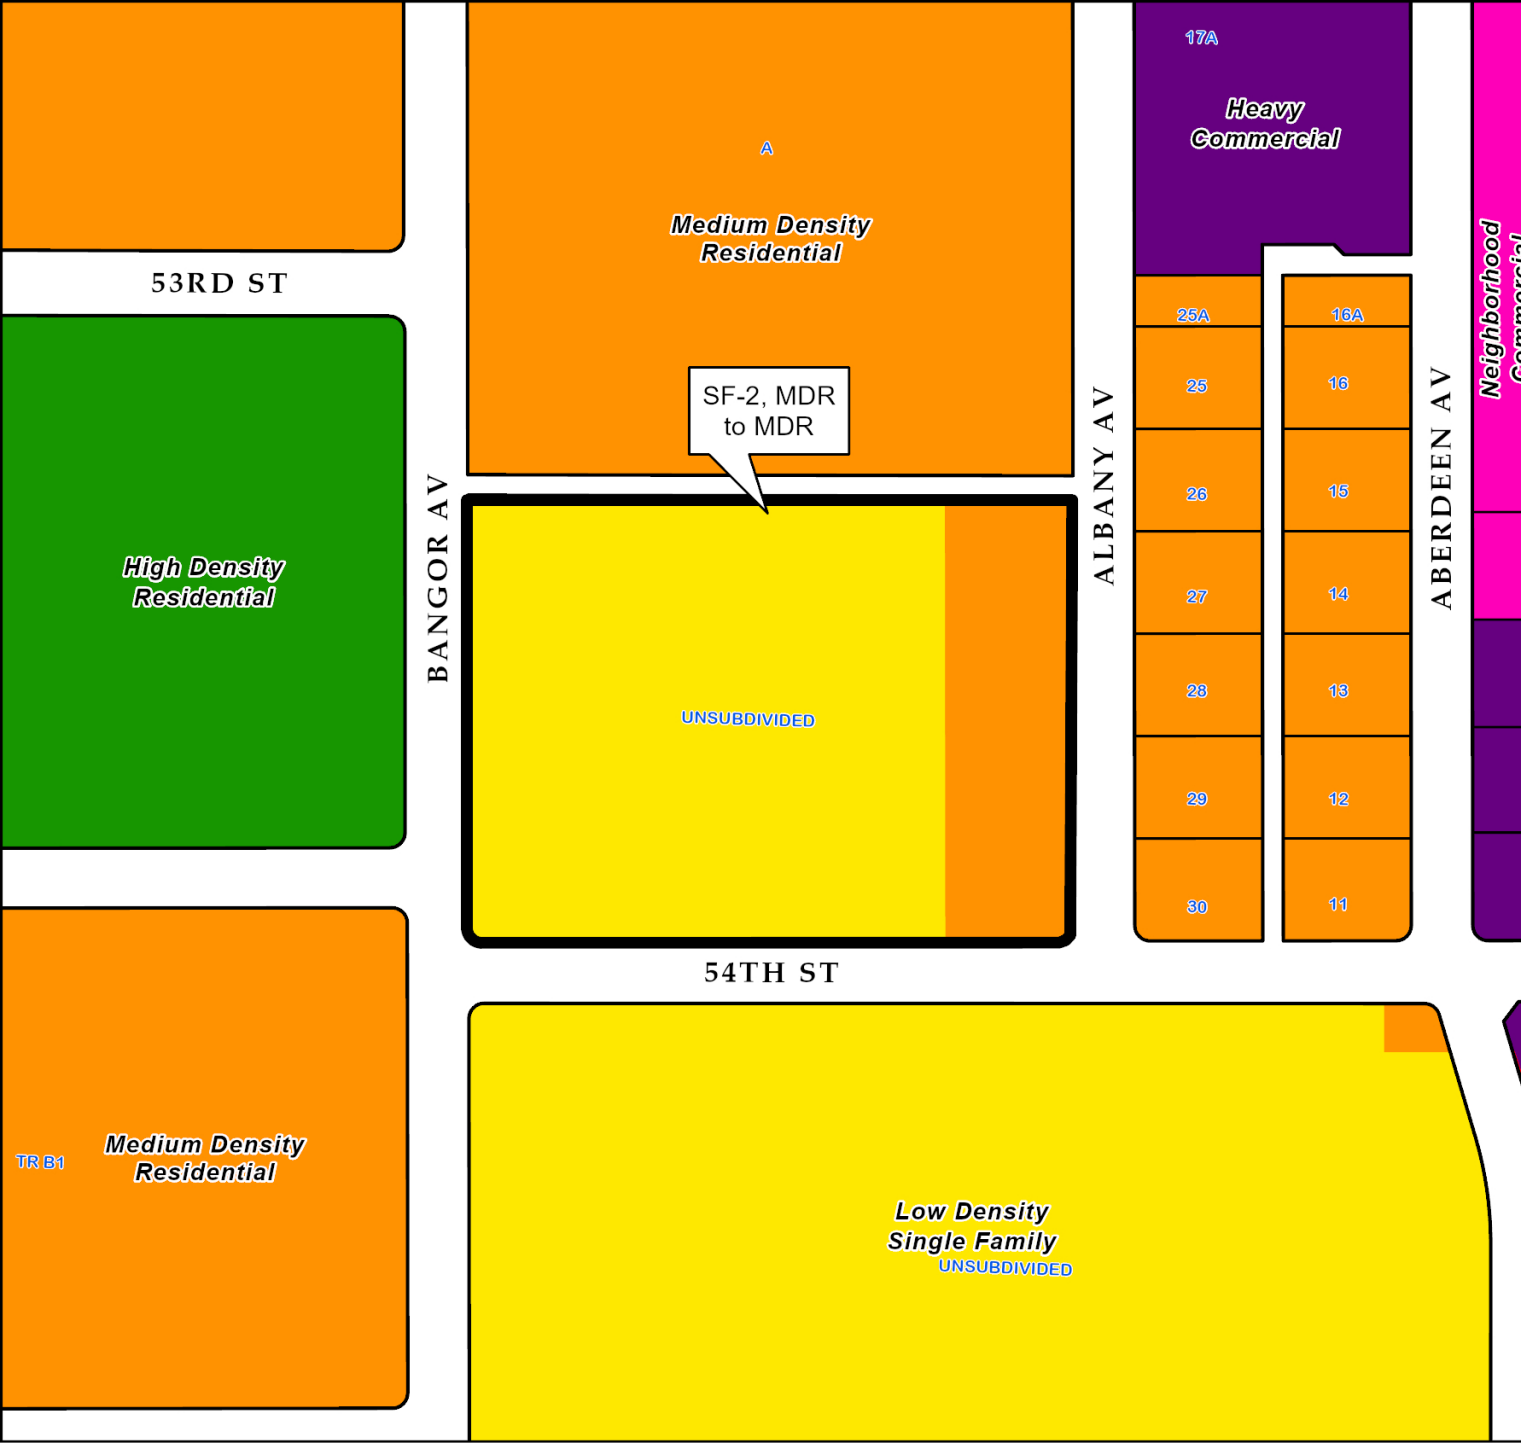 17A
Heavy
Commercial
A
Medium Density
Residential
53RD ST
Neighborhood
Commercial
25A
16A
SF-2, MDR
to MDR
25
16
ALBANY AV
ABERDEEN AV
BANGOR AV
26
15
High Density
Residential
27
14
28
13
UNSUBDIVIDED
29
12
30
11
54TH ST
TR B1
Medium Density
Residential
Low Density
Single Family
UNSUBDIVIDED